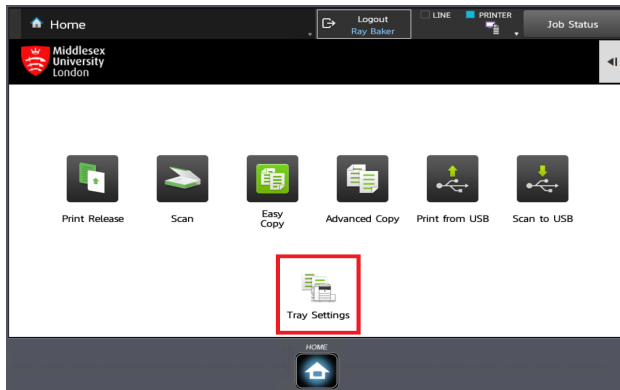 Home
Logout
Ray Baker
LINE
PRINTER
Job Status
Middlesex
University
London
Print Release
Scan
Easy
Copy
Advanced Copy
Print from USB
Scan to USB
Tray Settings
HOME